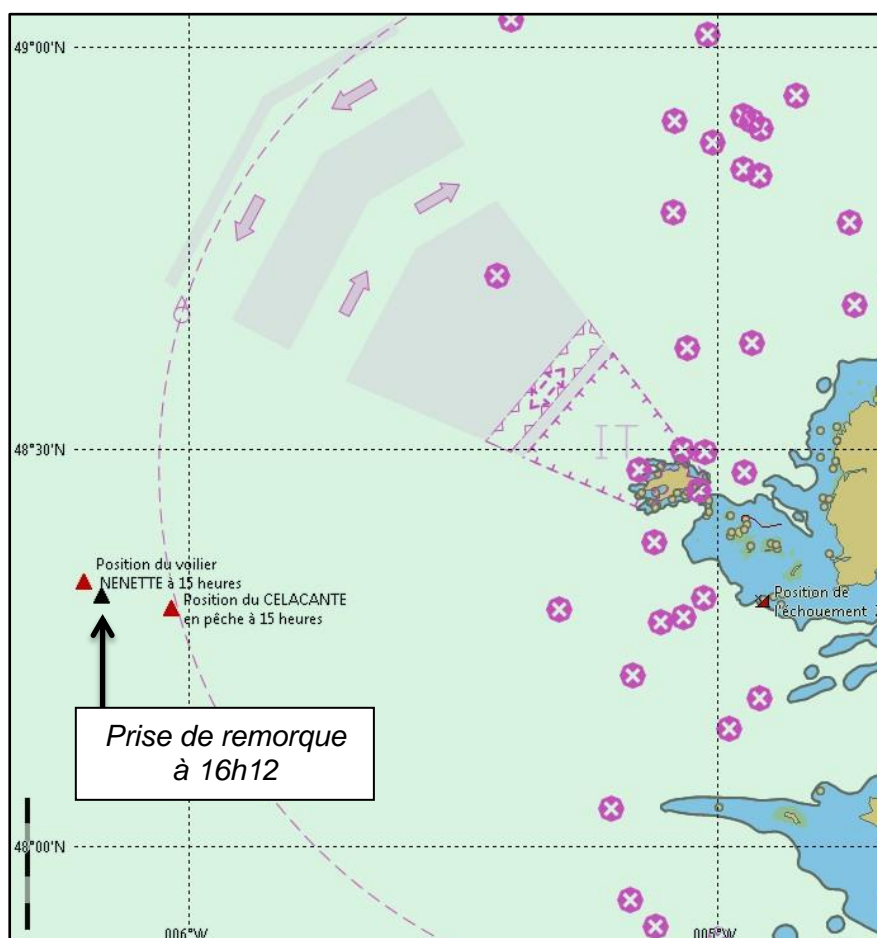 49°00'N
IT
48°30'N
Position du voilier
NENETTE à 15 heures
Position du CELACANTE
en pêche à 15 heures
Position de
l'échouement
Prise de remorque
à 16h12
48°00'N
006°W
005°W